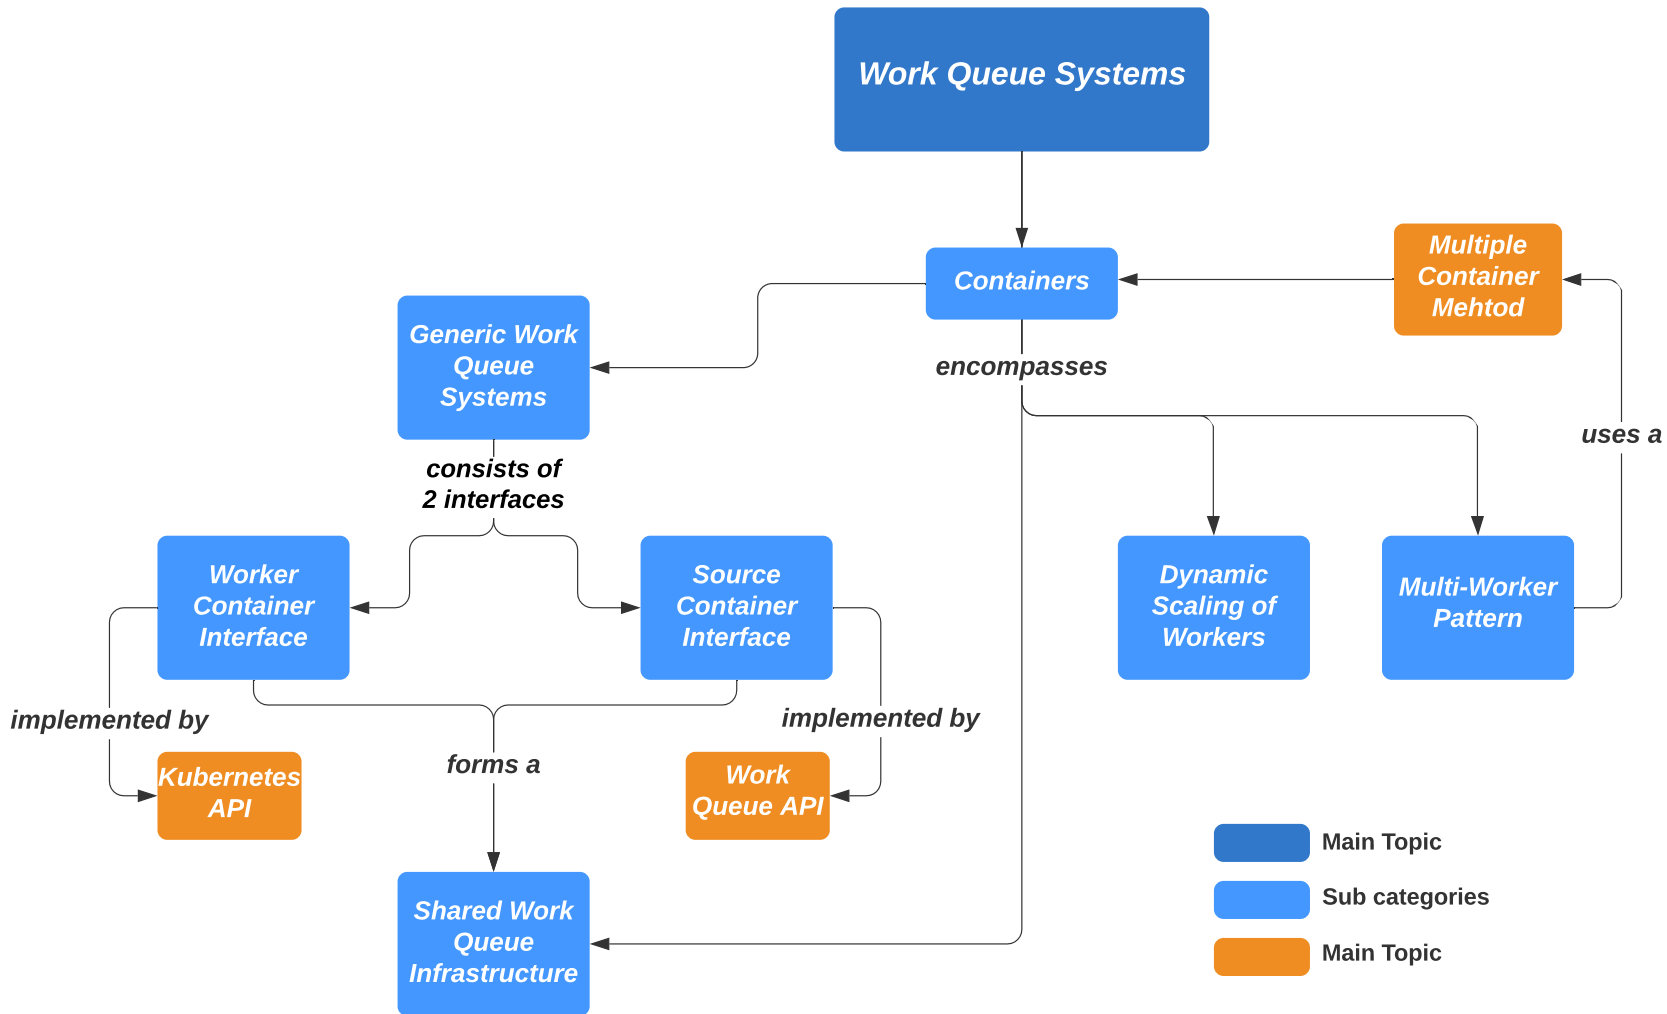 Work Queue Systems
Containers
Multiple
Container
Mehtod
Generic Work
Queue
Systems
encompasses
uses a
consists of
2 interfaces
Worker
Container
Interface
Source
Container
Interface
Dynamic
Scaling of
Workers
Multi-Worker
Pattern
implemented by
forms a
implemented by
Kubernetes
API
Work
Queue API
Shared Work
Queue
Infrastructure
Main Topic
Sub categories
Main Topic